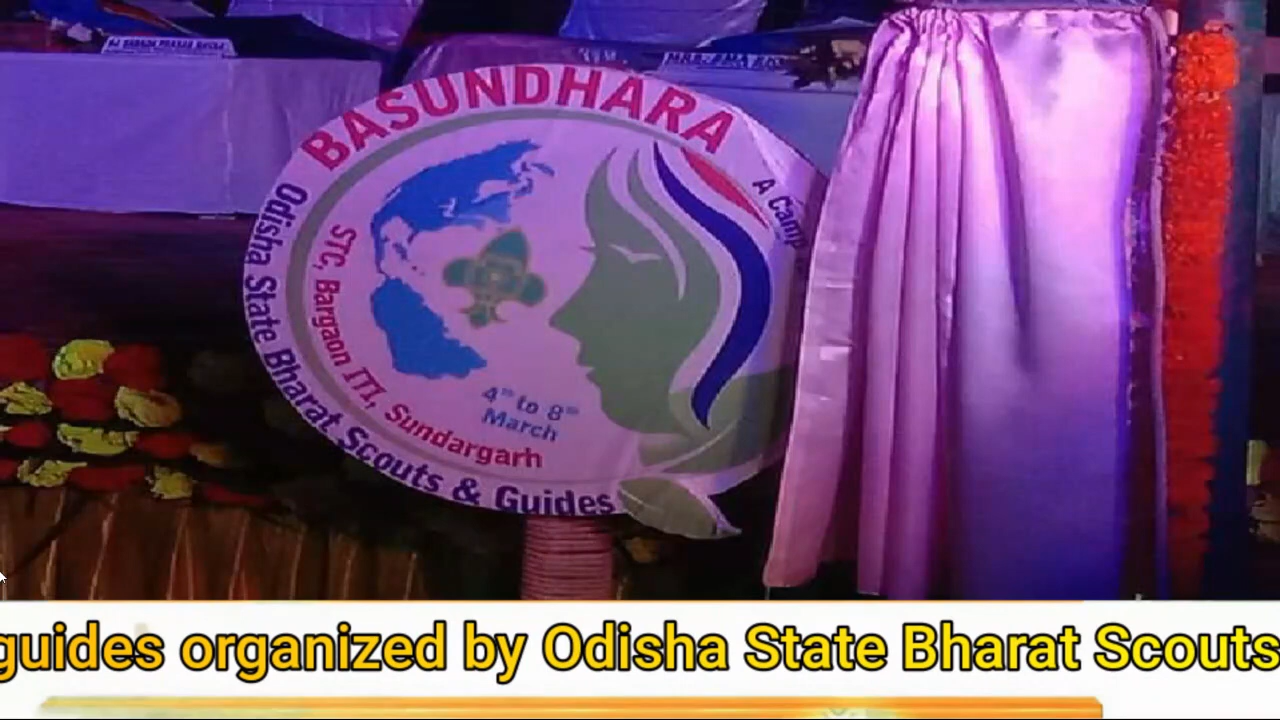 BASUNDHARA
A Camp
Odisha State Bharat Scouts & Guides
STC, Bargaon ITI, Sundargarh
4th to 8th
March
guides organized by Odisha State Bharat Scouts